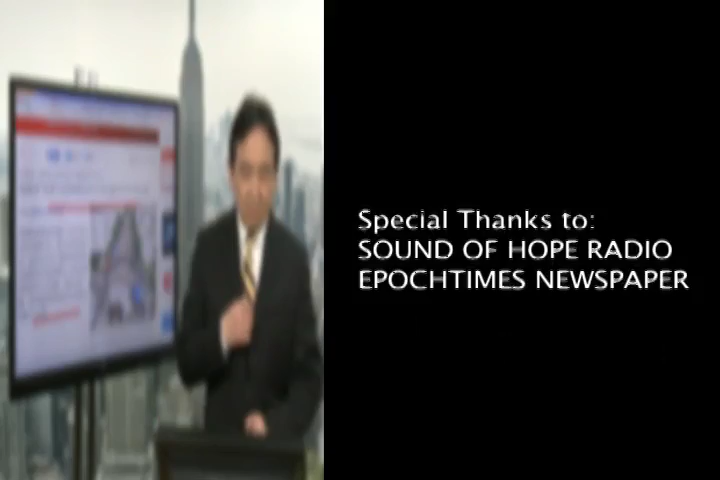 Special Thanks to:
SOUND OF HOPE RADIO
EPOCHTIMES NEWSPAPER